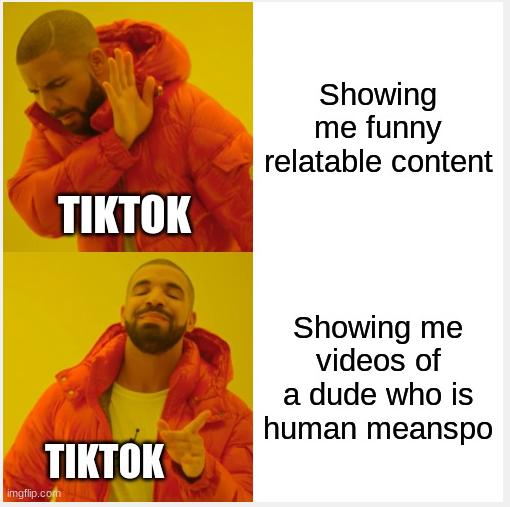 Showing
me funny
relatable content
TIKTOK
Showing me
videos of
a dude who is
human meanspo
TIKTOK
imgflip.com